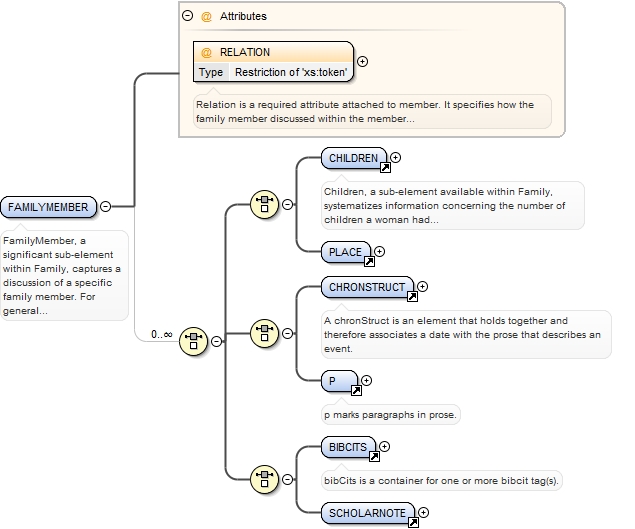 @ Attributes
@ RELATION
Type Restriction of 'xs:token'
Relation is a required attribute attached to member. It specifies how the
family member discussed within the member...
FAMILYMEMBER
FamilyMember, a
significant sub-element
within Family, captures a
discussion of a specific
family member. For
general...
0..∞
CHILDREN
Children, a sub-element available within Family,
systematizes information concerning the number of
children a woman had...
PLACE
CHRONSTRUCT
A chronStruct is an element that holds together and
therefore associates a date with the prose that describes an
event.
P
p marks paragraphs in prose.
BIBCITS
bibCits is a container for one or more bibcit tag(s).
SCHOLARNOTE